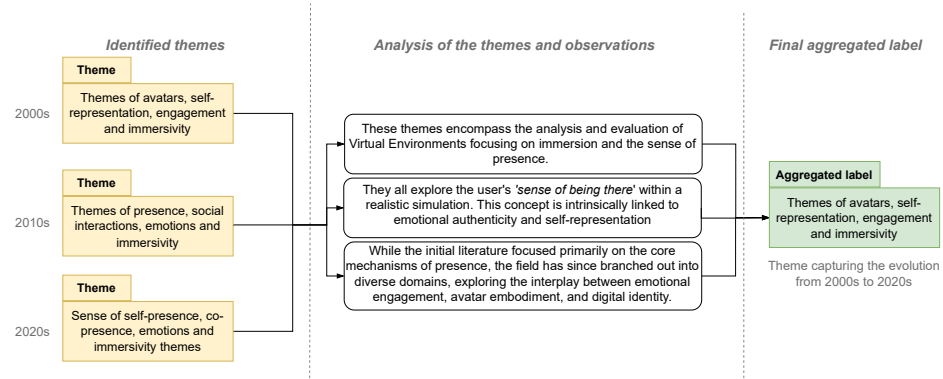 Identified themes
Analysis of the themes and observations
Final aggregated label
2000s
Theme
Themes of avatars, self-
representation, engagement
and immersivity
2010s
Theme
Themes of presence, social
interactions, emotions and
immersivity
2020s
Theme
Sense of self-presence, co-
presence, emotions and
immersivity themes
These themes encompass the analysis and evaluation of
Virtual Environments focusing on immersion and the sense of
presence.
They all explore the user's 'sense of being there' within a
realistic simulation. This concept is intrinsically linked to
emotional authenticity and self-representation
While the initial literature focused primarily on the core
mechanisms of presence, the field has since branched out into
diverse domains, exploring the interplay between emotional
engagement, avatar embodiment, and digital identity.
Aggregated label
Themes of avatars, self-
representation, engagement
and immersivity
Theme capturing the evolution
from 2000s to 2020s